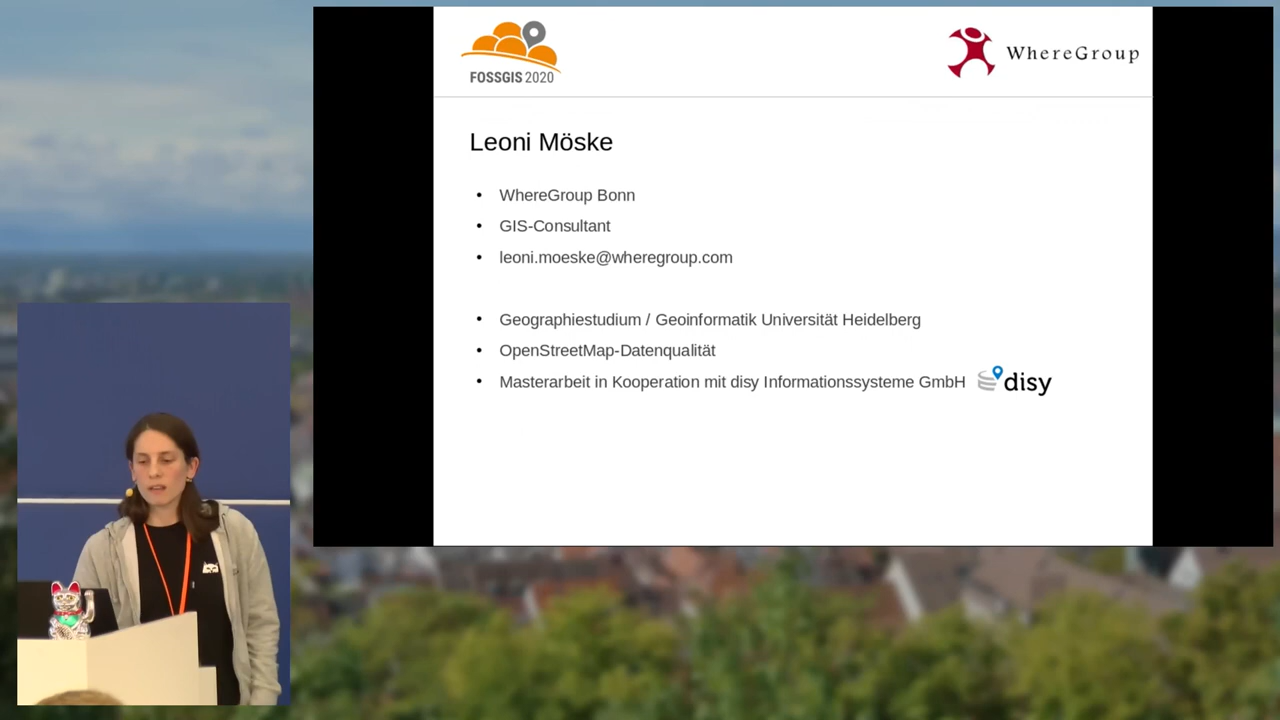 FOSSGIS 2020
WhereGroup
Leoni Möske
• WhereGroup Bonn
• GIS-Consultant
• leoni.moeske@wheregroup.com
• Geographiestudium / Geoinformatik Universität Heidelberg
• OpenStreetMap-Datenqualität
• Masterarbeit in Kooperation mit disy Informationssysteme GmbH disy